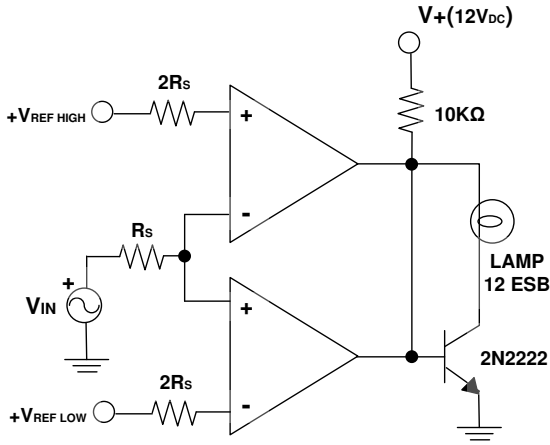 V+(12VDC)
2RS
+VREF HIGH
+
10KΩ
-
RS
+
LAMP
12 ESB
+
VIN
2N2222
2RS
-
+VREF LOW